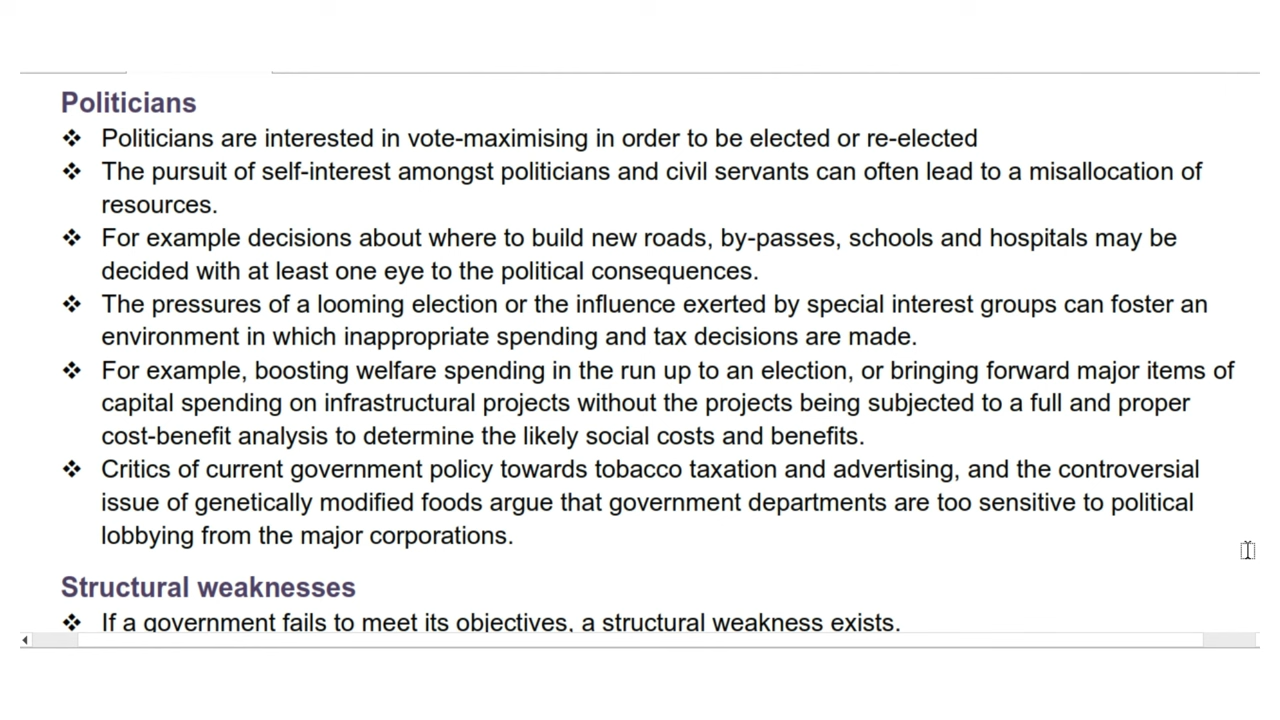 Politicians
❖ Politicians are interested in vote-maximising in order to be elected or re-elected
❖ The pursuit of self-interest amongst politicians and civil servants can often lead to a misallocation of
resources.
❖ For example decisions about where to build new roads, by-passes, schools and hospitals may be
decided with at least one eye to the political consequences.
❖ The pressures of a looming election or the influence exerted by special interest groups can foster an
environment in which inappropriate spending and tax decisions are made.
❖ For example, boosting welfare spending in the run up to an election, or bringing forward major items of
capital spending on infrastructural projects without the projects being subjected to a full and proper
cost-benefit analysis to determine the likely social costs and benefits.
❖ Critics of current government policy towards tobacco taxation and advertising, and the controversial
issue of genetically modified foods argue that government departments are too sensitive to political
lobbying from the major corporations.
Structural weaknesses
❖ If a government fails to meet its objectives, a structural weakness exists.